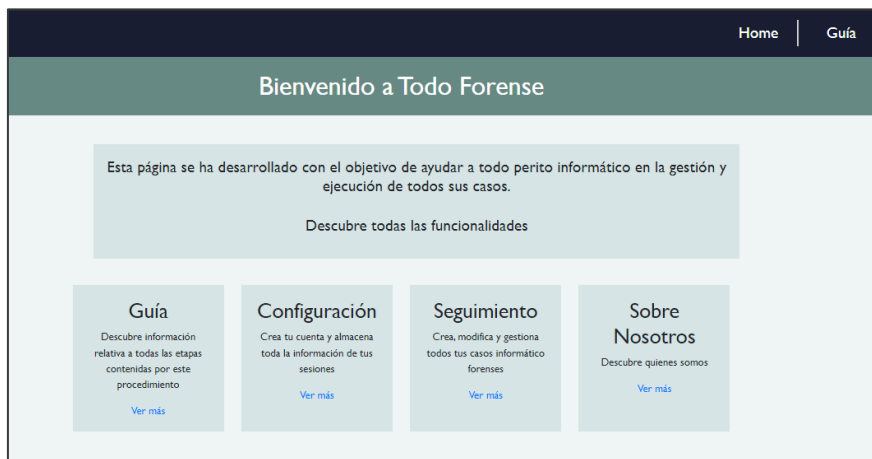 Home
Guía
Bienvenido a Todo Forense
Esta página se ha desarrollado con el objetivo de ayudar a todo perito informático en la gestión y
ejecución de todos sus casos.
Descubre todas las funcionalidades
Guía
Descubre información
relativa a todas las etapas
contenidas por este
procedimiento
Ver más
Configuración
Crea tu cuenta y almacena
toda la información de tus
sesiones
Ver más
Seguimiento
Crea, modifica y gestiona
todos tus casos informático
forenses
Ver más
Sobre
Nosotros
Descubre quienes somos
Ver más